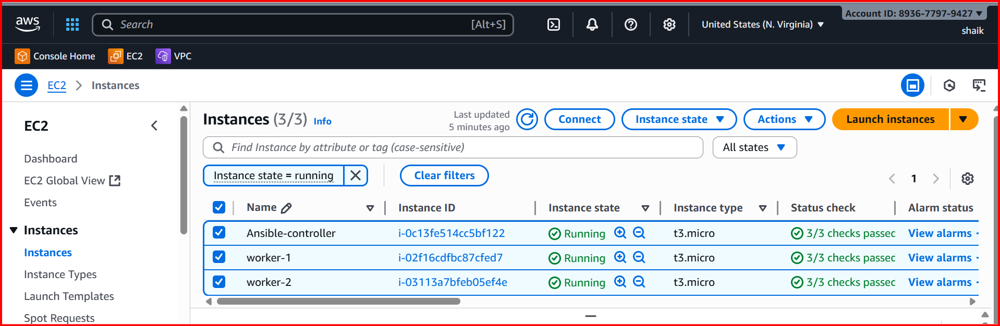 aws
Search [Alt+S]
United States (N. Virginia)
Account ID: 8936-7797-9427
shaik
Console Home EC2 VPC
EC2 Instances
EC2
Dashboard
EC2 Global View
Events
Instances
Instances
Instance Types
Launch Templates
Spot Requests
Instances (3/3) Info
Last updated
5 minutes ago
Connect Instance state Actions Launch instances
Find Instance by attribute or tag (case-sensitive) All states
Instance state = running Clear filters
1
Name Instance ID Instance state Instance type Status check Alarm status
Ansible-controller i-0c13fe514cc5bf122 Running t3.micro 3/3 checks passed View alarms
worker-1 i-02f16cdfbc87cfed7 Running t3.micro 3/3 checks passed View alarms
worker-2 i-03113a7bfeb05ef4e Running t3.micro 3/3 checks passed View alarms